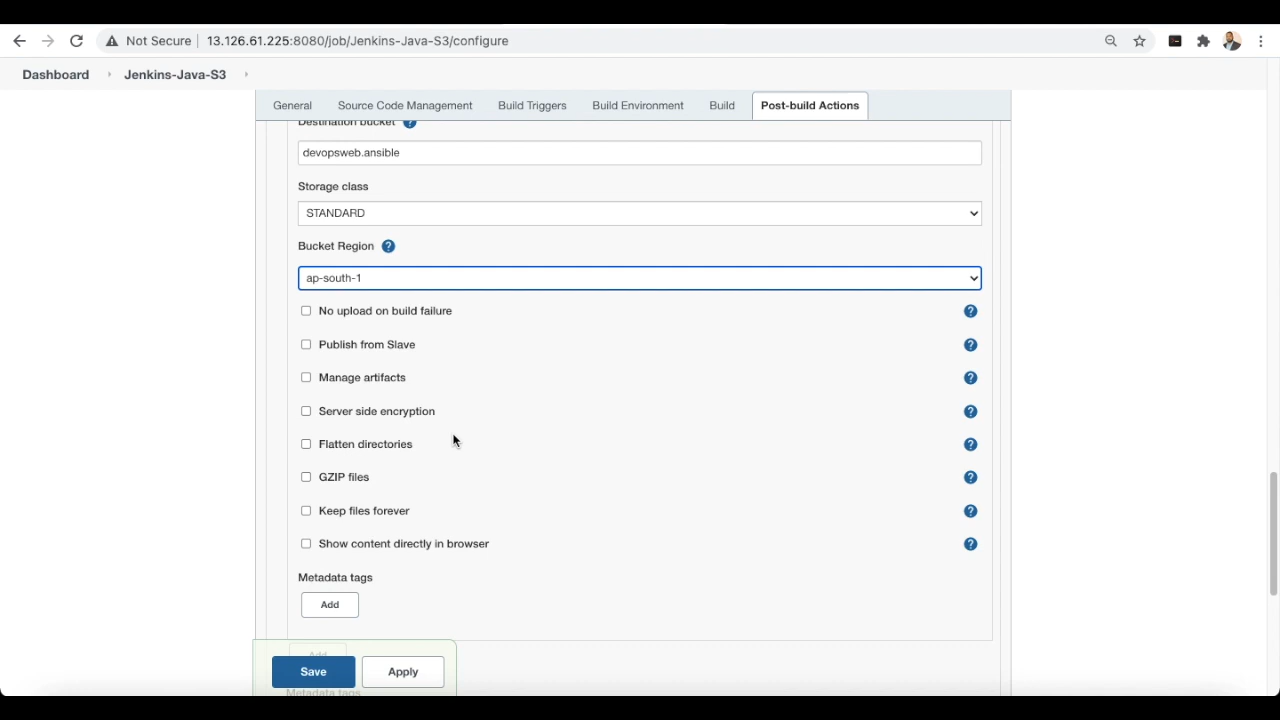 Not Secure 13.126.61.225:8080/job/Jenkins-Java-S3/configure
Dashboard Jenkins-Java-S3
General Source Code Management Build Triggers Build Environment Build Post-build Actions
Destination bucket ?
devopsweb.ansible
Storage class
STANDARD
Bucket Region ?
ap-south-1
No upload on build failure ?
Publish from Slave ?
Manage artifacts ?
Server side encryption ?
Flatten directories ?
GZIP files ?
Keep files forever ?
Show content directly in browser ?
Metadata tags
Add
Add
Save Apply
Metadata tags